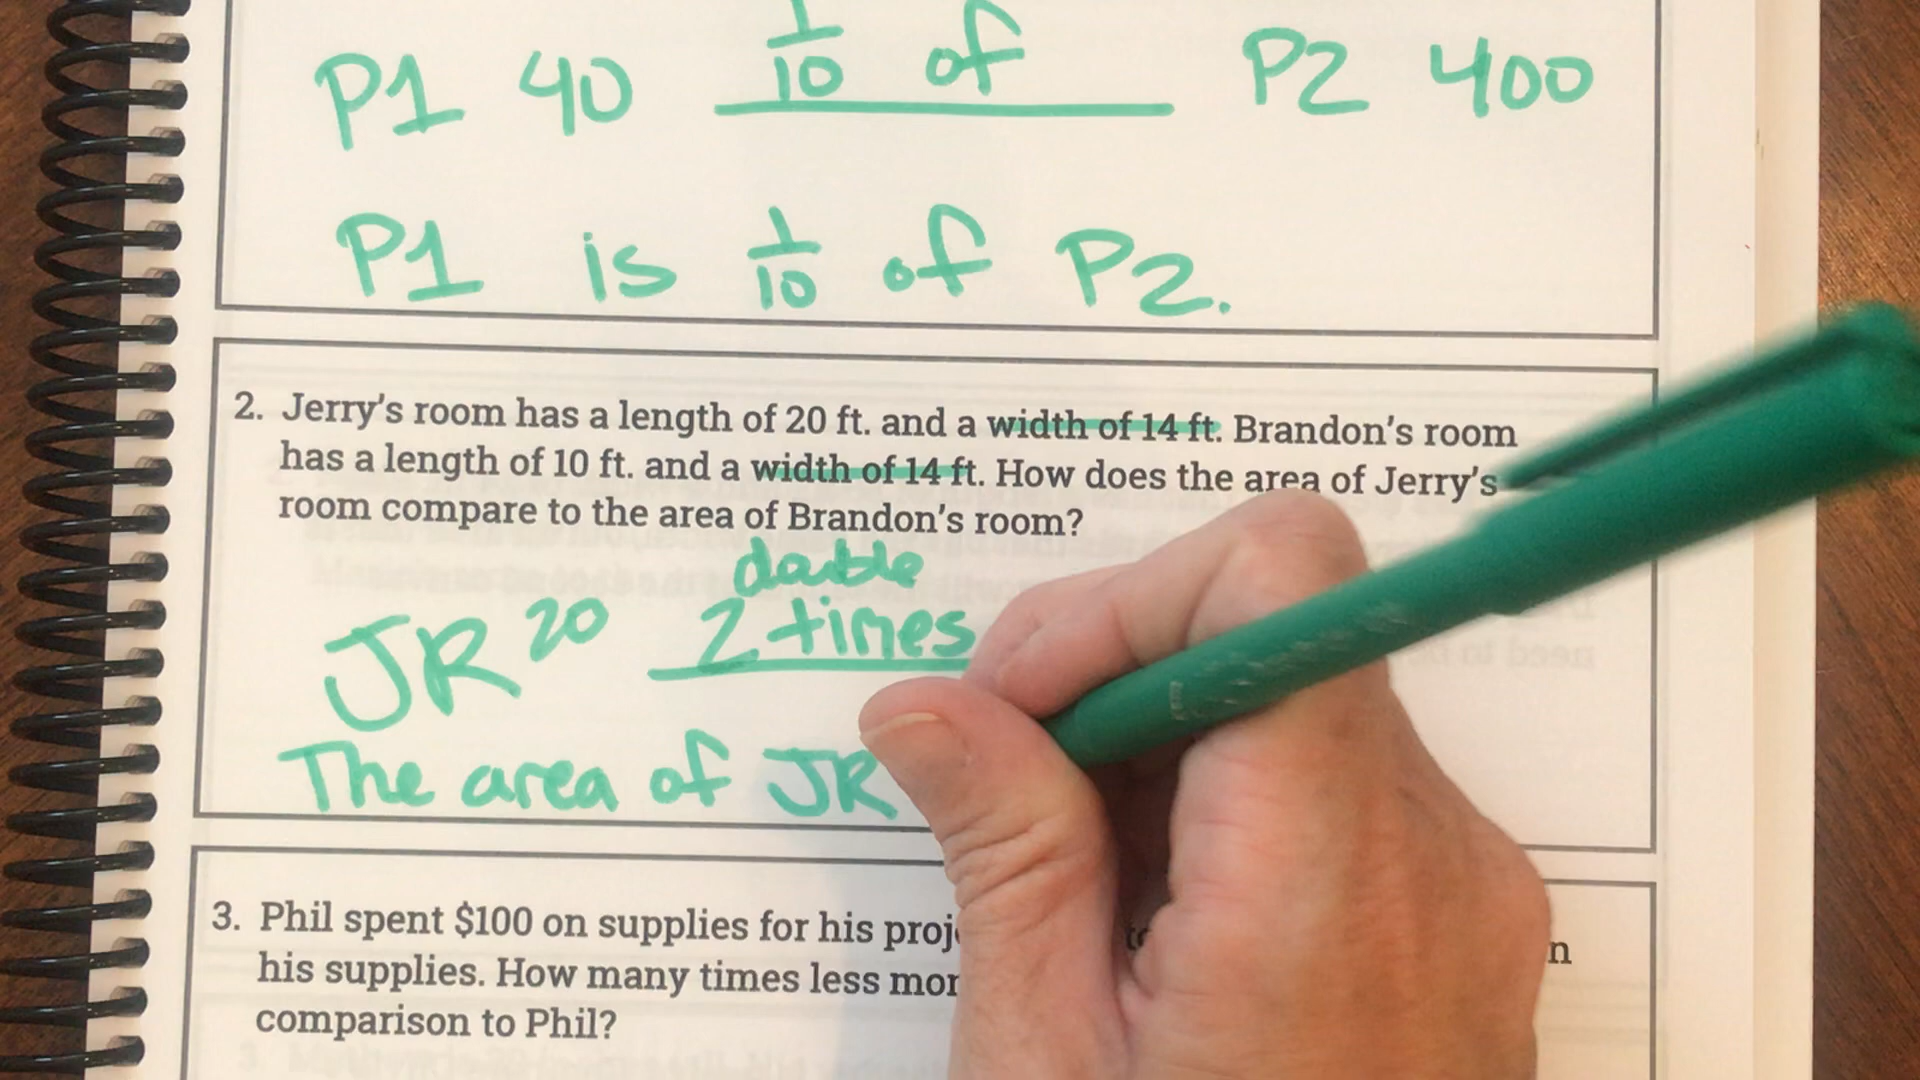 P1 40 1/10 of P2 400
P1 is 1/10 of P2.
2. Jerry's room has a length of 20 ft. and a width of 14 ft. Brandon's room
has a length of 10 ft. and a width of 14 ft. How does the area of Jerry's
room compare to the area of Brandon's room?
double
JR 20 2 times
The area of JR
3. Phil spent $100 on supplies for his
his supplies. How many times less
comparison to Phil?